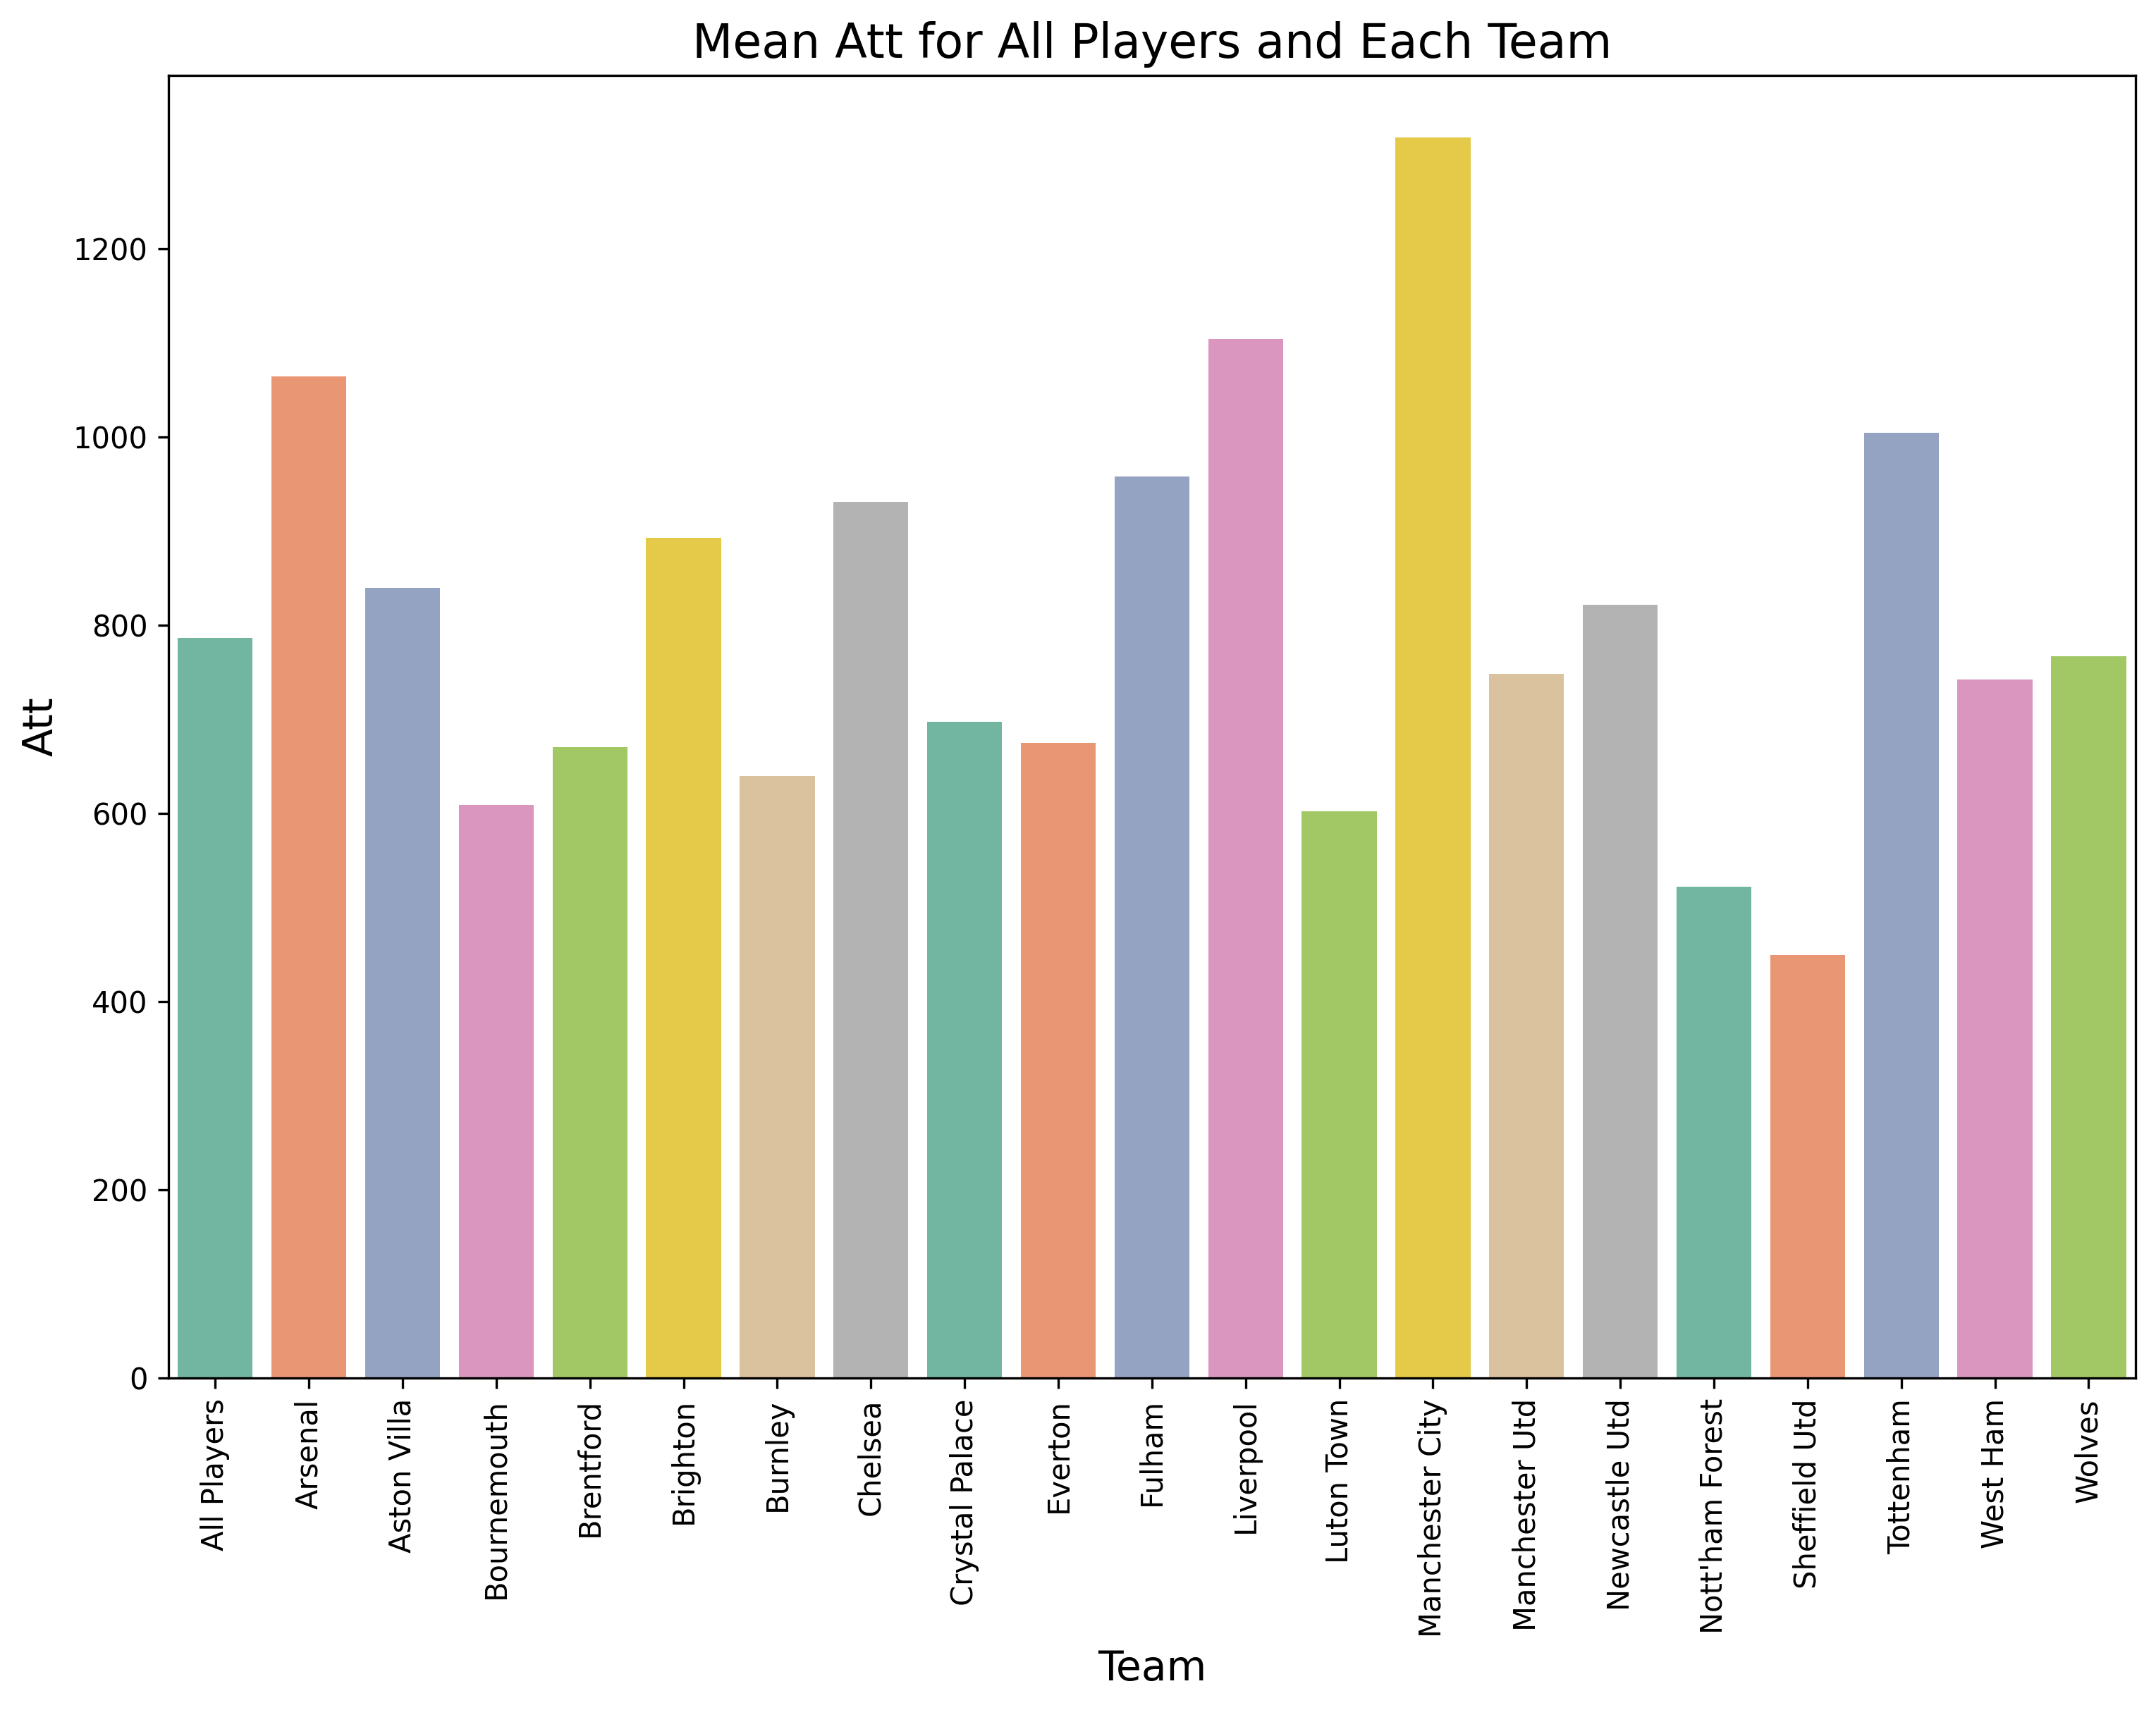 Mean Att for All Players and Each Team
Att
1200
1000
800
600
400
200
0
All Players
Arsenal
Aston Villa
Bournemouth
Brentford
Brighton
Burnley
Chelsea
Crystal Palace
Everton
Fulham
Liverpool
Luton Town
Manchester City
Manchester Utd
Newcastle Utd
Nott'ham Forest
Sheffield Utd
Tottenham
West Ham
Wolves
Team